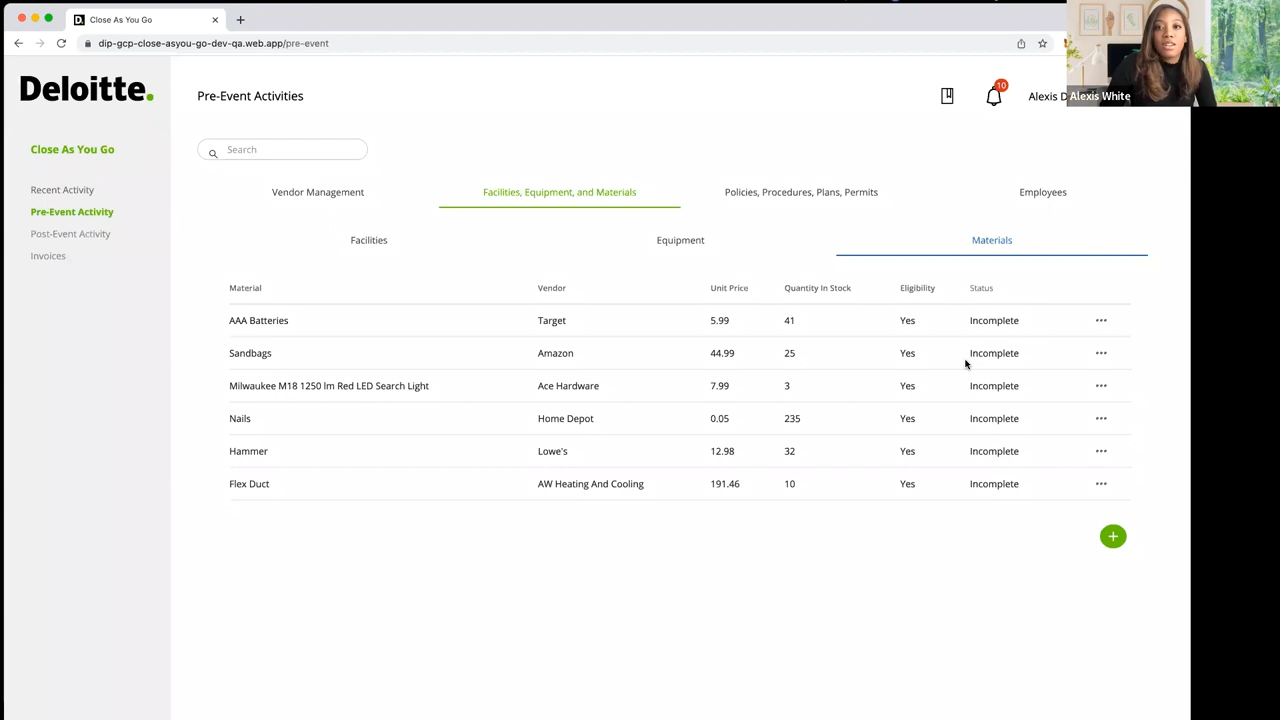 Close As You Go
dip-gcp-close-asyou-go-dev-qa.web.app/pre-event
Deloitte.
Pre-Event Activities
10
Alexis D
Alexis White
Close As You Go
Search
Recent Activity
Pre-Event Activity
Post-Event Activity
Invoices
Vendor Management
Facilities, Equipment, and Materials
Policies, Procedures, Plans, Permits
Employees
Facilities
Equipment
Materials
Material Vendor Unit Price Quantity In Stock Eligibility Status
AAA Batteries Target 5.99 41 Yes Incomplete
Sandbags Amazon 44.99 25 Yes Incomplete
Milwaukee M18 1250 lm Red LED Search Light Ace Hardware 7.99 3 Yes Incomplete
Nails Home Depot 0.05 235 Yes Incomplete
Hammer Lowe's 12.98 32 Yes Incomplete
Flex Duct AW Heating And Cooling 191.46 10 Yes Incomplete